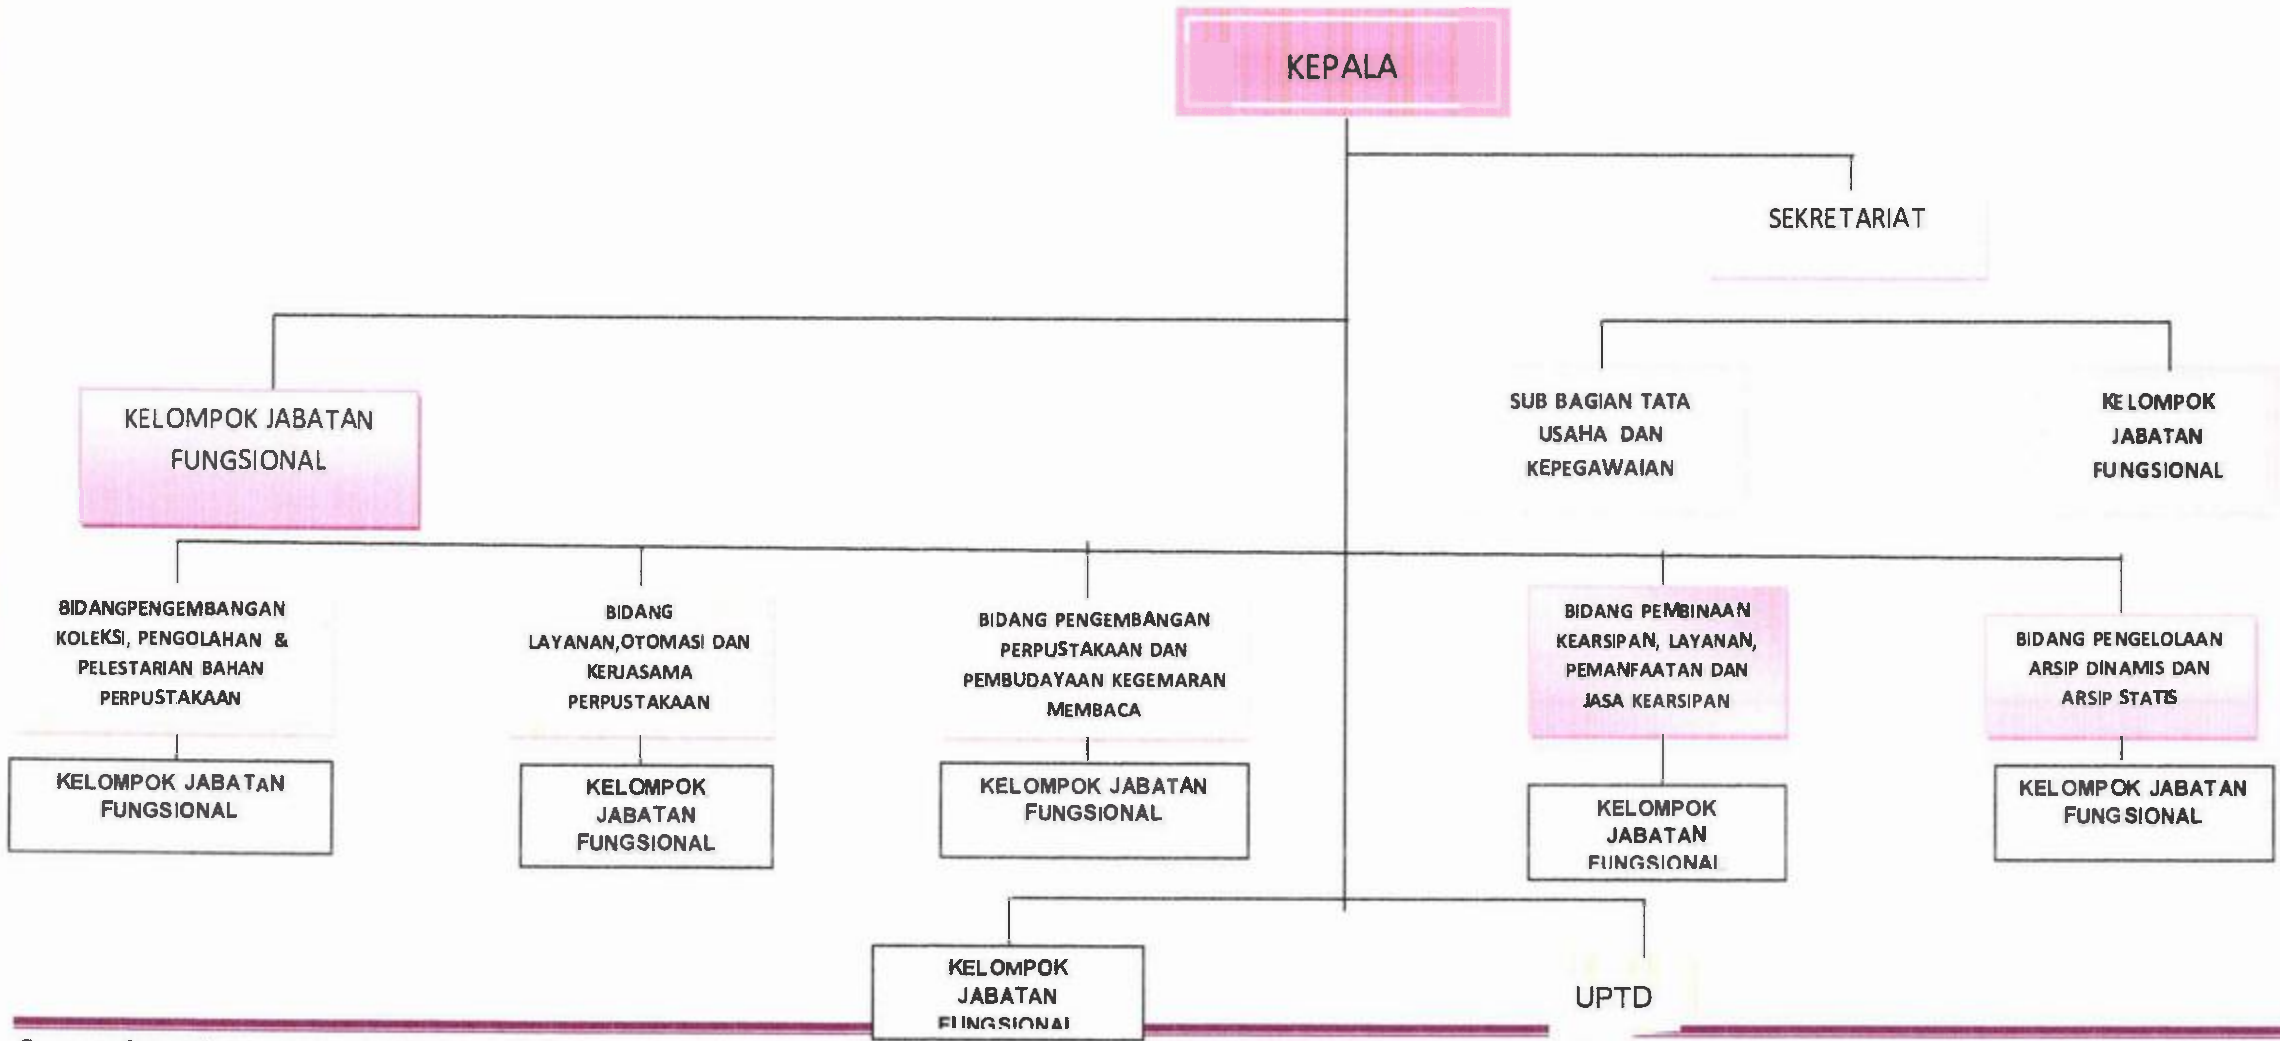 KEPALA
SEKRETARIAT
KELOMPOK JABATAN
FUNGSIONAL
SUB BAGIAN TATA
USAHA DAN
KEPEGAWAIAN
KELOMPOK
JABATAN
FUNGSIONAL
BIDANGPENGEMBANGAN
KOLEKSI, PENGOLAHAN &
PELESTARIAN BAHAN
PERPUSTAKAAN
BIDANG
LAYANAN,OTOMASI DAN
KERJASAMA
PERPUSTAKAAN
BIDANG PENGEMBANGAN
PERPUSTAKAAN DAN
PEMBUDAYAAN KEGEMARAN
MEMBACA
BIDANG PEMBINAAN
KEARSIPAN, LAYANAN,
PEMANFAATAN DAN
JASA KEARSIPAN
BIDANG PENGELOLAAN
ARSIP DINAMIS DAN
ARSIP STATIS
KELOMPOK JABATAN
FUNGSIONAL
KELOMPOK
JABATAN
FUNGSIONAL
KELOMPOK JABATAN
FUNGSIONAL
KELOMPOK
JABATAN
FUNGSIONAL
KELOMPOK JABATAN
FUNGSIONAL
KELOMPOK
JABATAN
FUNGSIONAL
UPTD